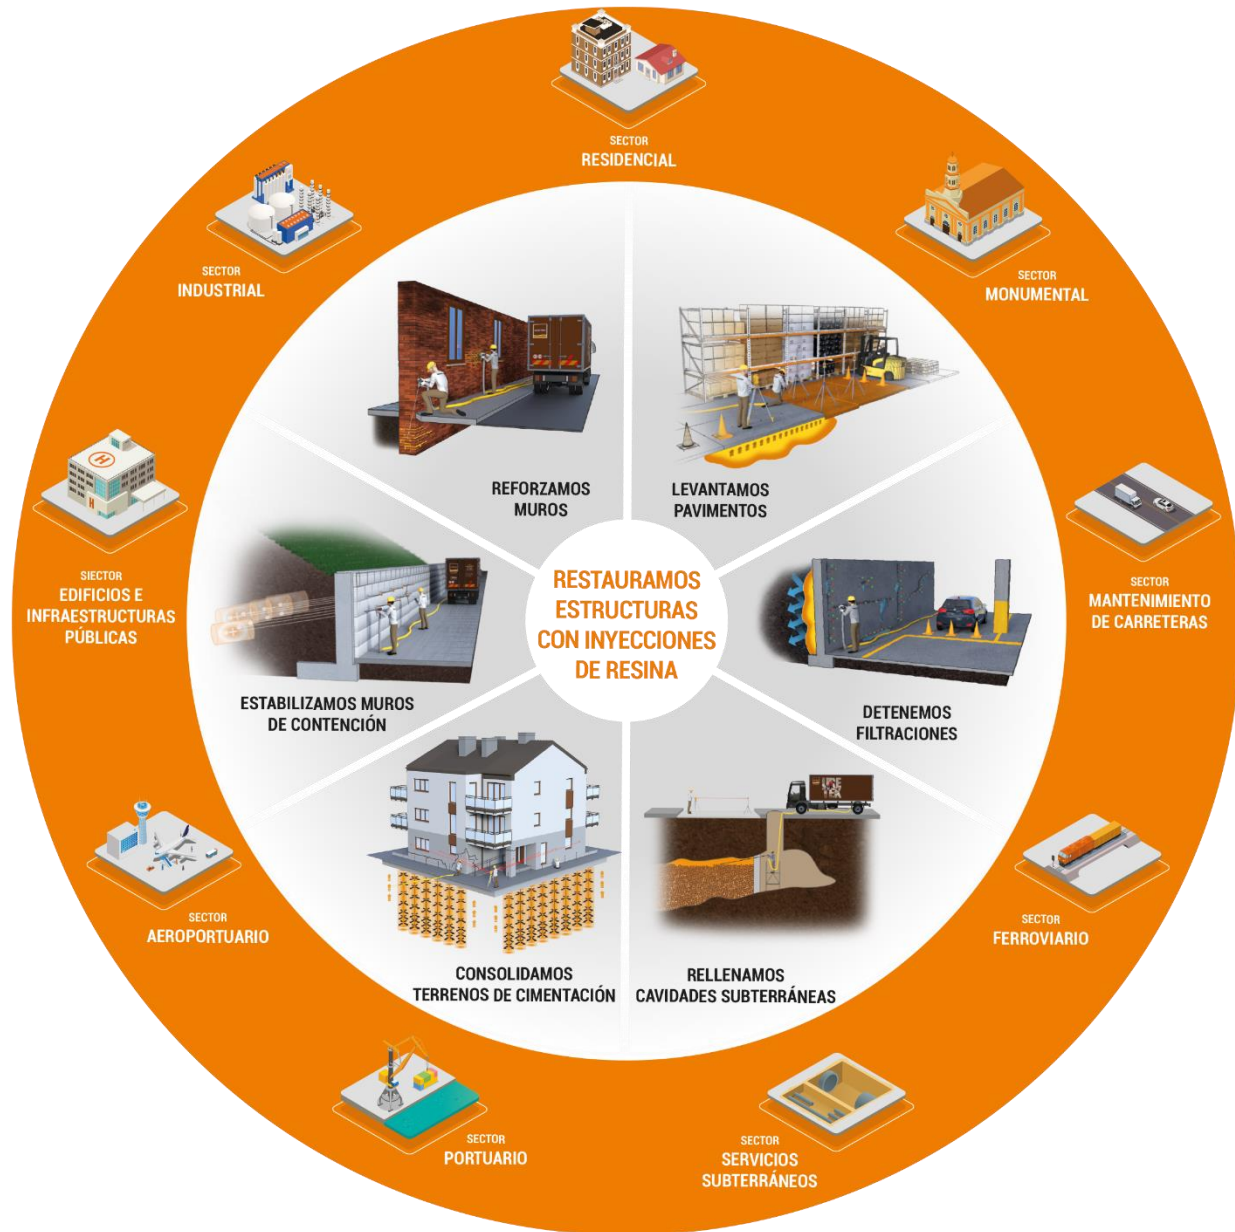 SECTOR
RESIDENCIAL
SECTOR
MONUMENTAL
SECTOR
MANTENIMIENTO
DE CARRETERAS
SECTOR
FERROVIARIO
SECTOR
SERVICIOS
SUBTERRÁNEOS
SECTOR
PORTUARIO
SECTOR
AEROPORTUARIO
SIECTOR
EDIFICIOS E
INFRAESTRUCTURAS
PÚBLICAS
H
H
SECTOR
INDUSTRIAL
REFORZAMOS
MUROS
LEVANTAMOS
PAVIMENTOS
DETENEMOS
FILTRACIONES
RELLENAMOS
CAVIDADES SUBTERRÁNEAS
CONSOLIDAMOS
TERRENOS DE CIMENTACIÓN
ESTABILIZAMOS MUROS
DE CONTENCIÓN
RESTAURAMOS
ESTRUCTURAS
CON INYECCIONES
DE RESINA